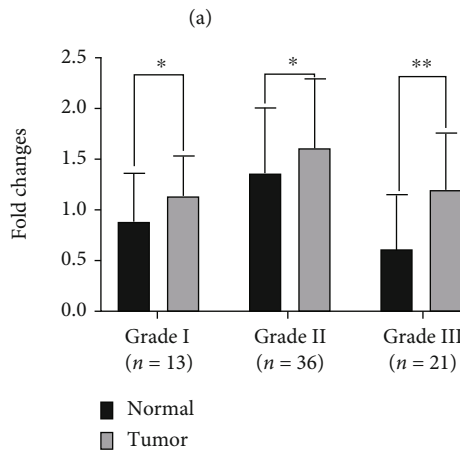 (a)
Fold changes
2.5
2.0
1.5
1.0
0.5
0.0
*
*
**
Grade I
(n = 13)
Grade II
(n = 36)
Grade III
(n = 21)
Normal
Tumor